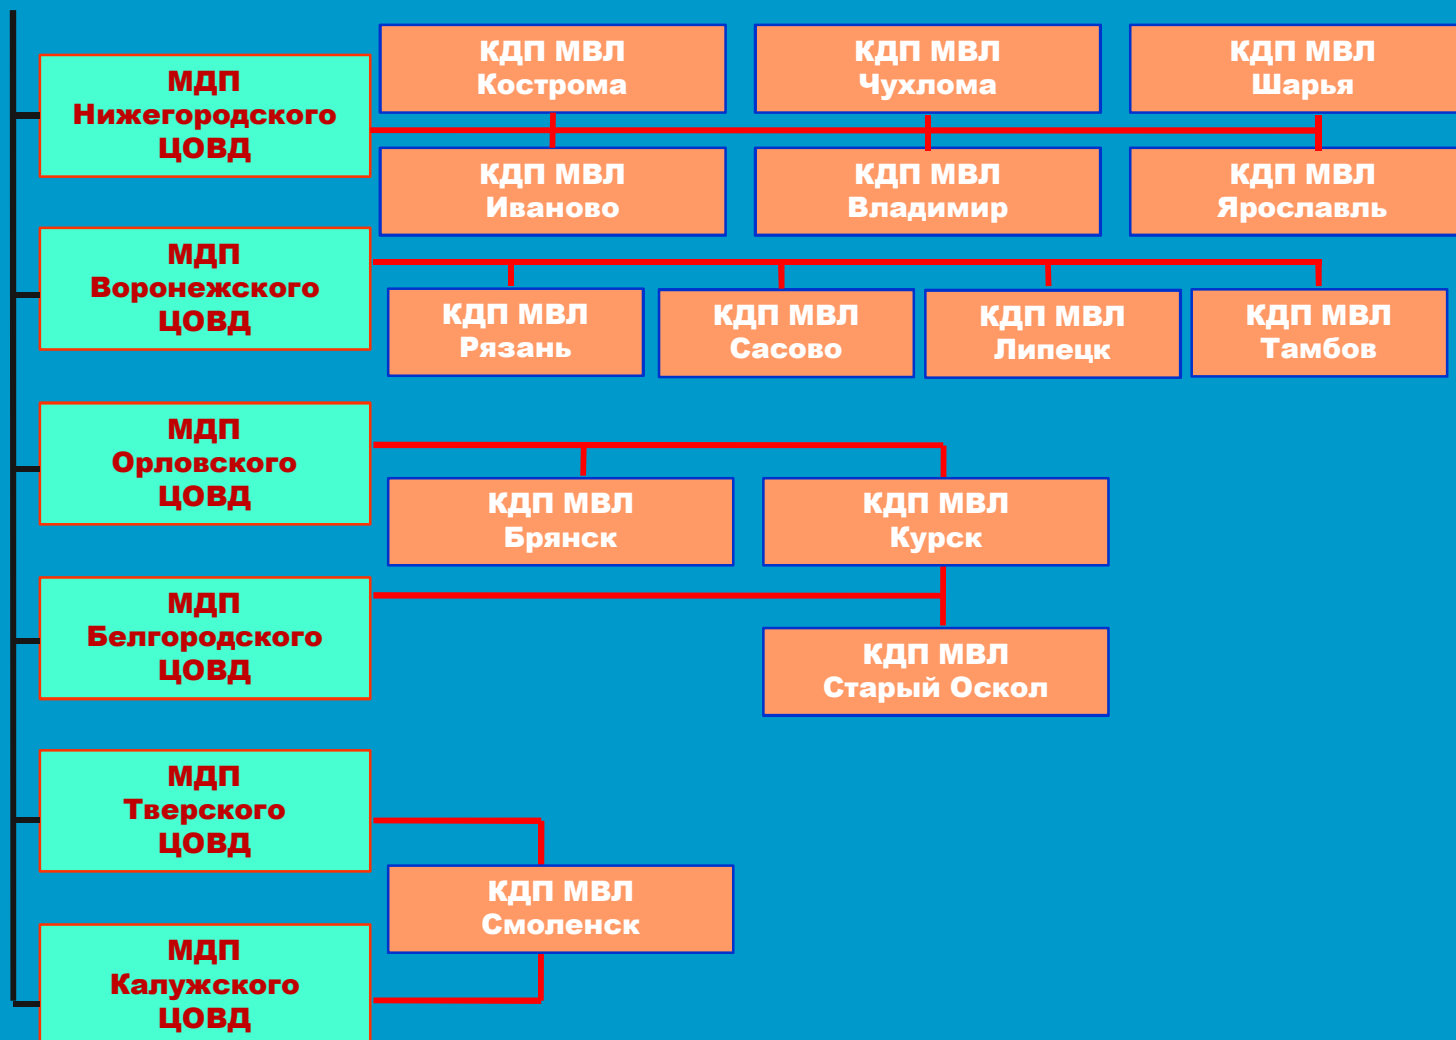 МДП
Нижегородского
ЦОВД
КДП МВЛ
Кострома
КДП МВЛ
Чухлома
КДП МВЛ
Шарья
КДП МВЛ
Иваново
КДП МВЛ
Владимир
КДП МВЛ
Ярославль
МДП
Воронежского
ЦОВД
КДП МВЛ
Рязань
КДП МВЛ
Сасово
КДП МВЛ
Липецк
КДП МВЛ
Тамбов
МДП
Орловского
ЦОВД
КДП МВЛ
Брянск
КДП МВЛ
Курск
МДП
Белгородского
ЦОВД
КДП МВЛ
Старый Оскол
МДП
Тверского
ЦОВД
КДП МВЛ
Смоленск
МДП
Калужского
ЦОВД